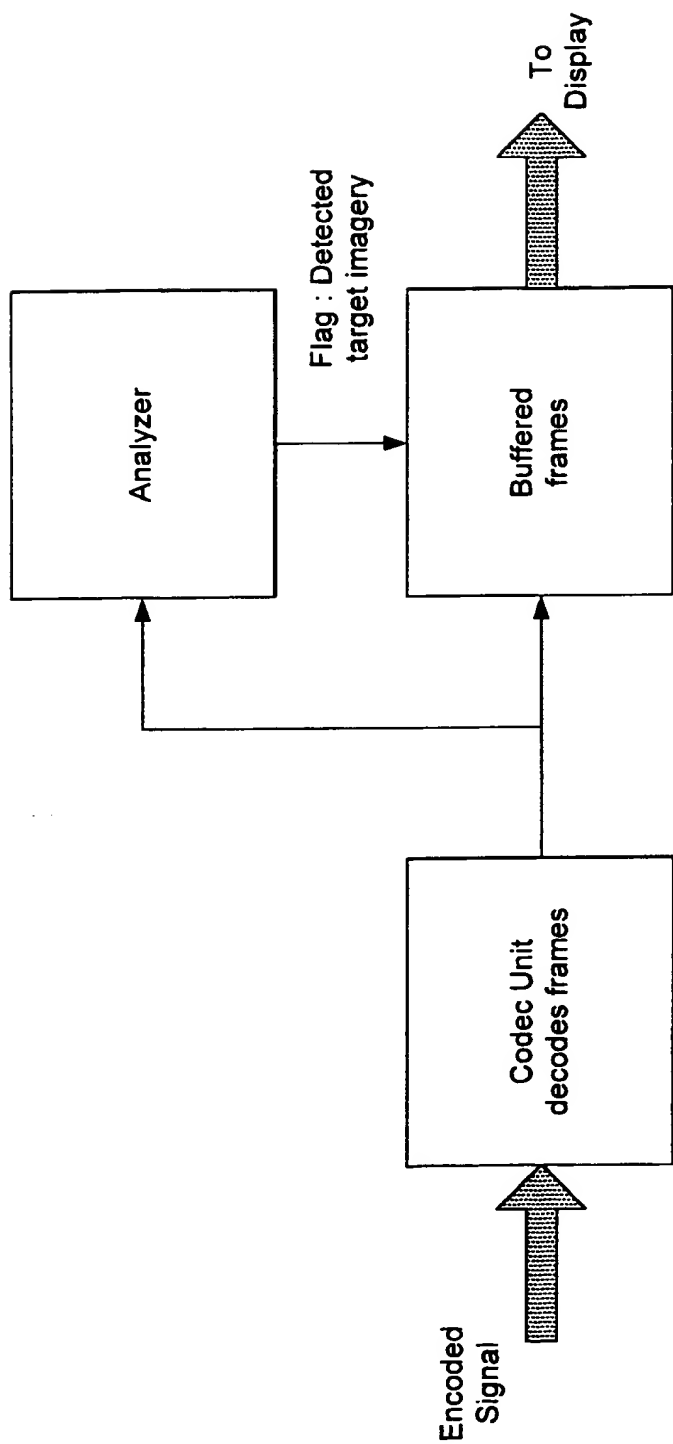 Encoded
Signal
Codec Unit
decodes frames
Analyzer
Flag : Detected
target imagery
Buffered
frames
To
Display